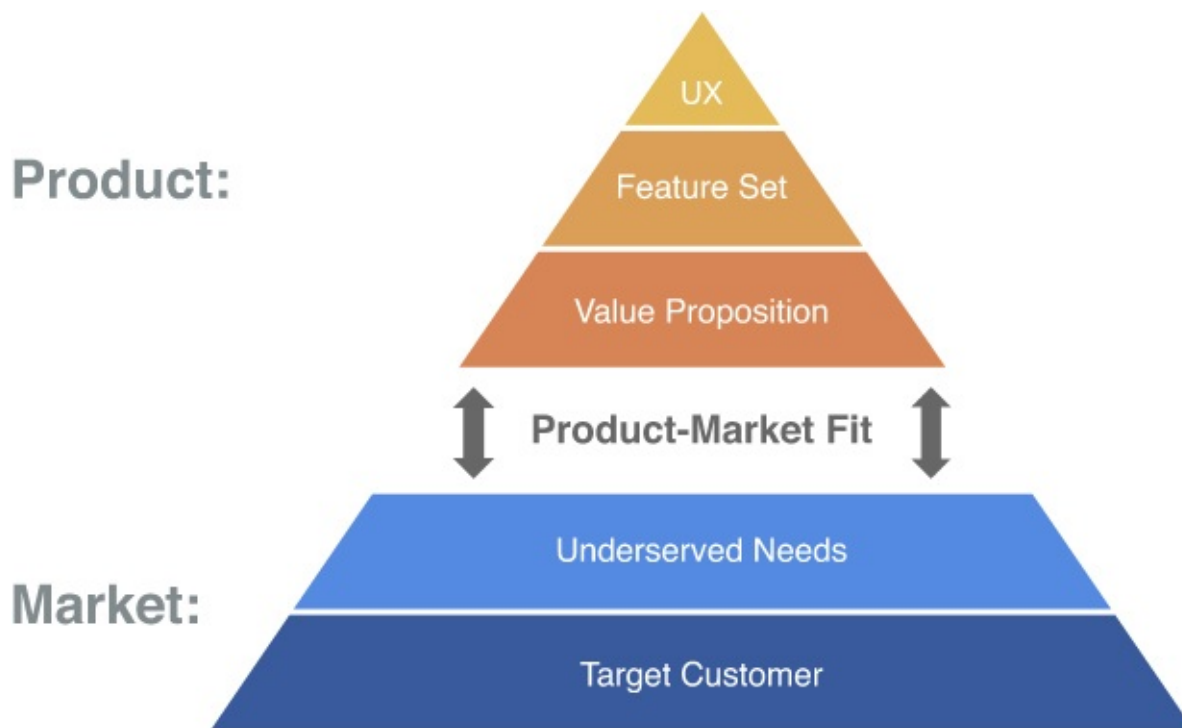 UX
Product:
Feature Set
Value Proposition
Product-Market Fit
Underserved Needs
Market:
Target Customer